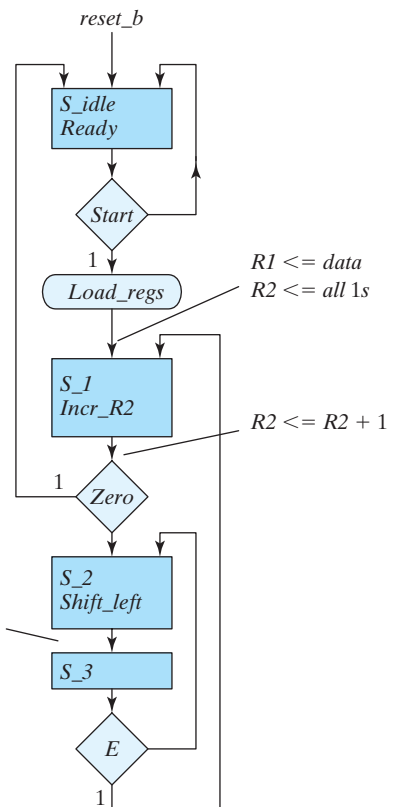 reset_b
S_idle
Ready
Start
1
Load_regs
R1 <= data
R2 <= all 1s
S_1
Incr_R2
R2 <= R2 + 1
1
Zero
S_2
Shift_left
S_3
E
1